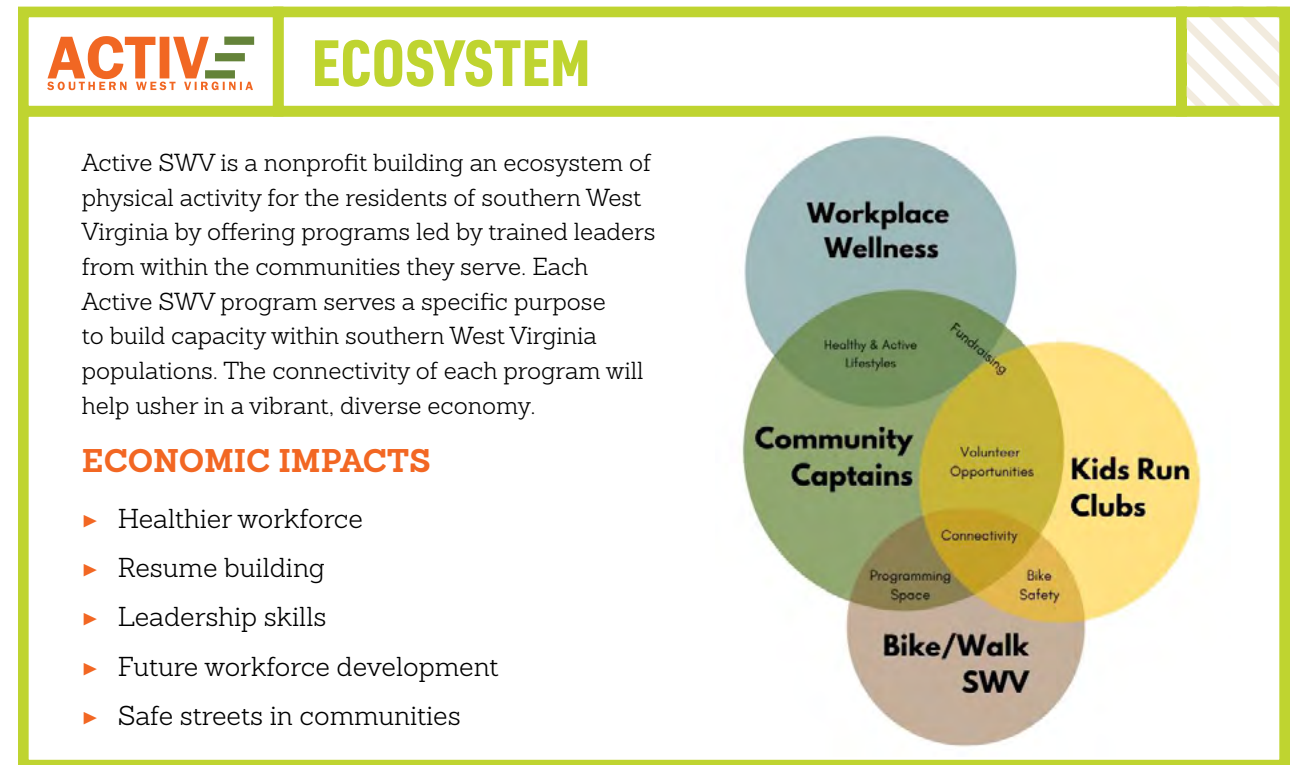 ACTIVE
SOUTHERN WEST VIRGINIA
ECOSYSTEM
Active SWV is a nonprofit building an ecosystem of
physical activity for the residents of southern West
Virginia by offering programs led by trained leaders
from within the communities they serve. Each
Active SWV program serves a specific purpose
to build capacity within southern West Virginia
populations. The connectivity of each program will
help usher in a vibrant, diverse economy.
ECONOMIC IMPACTS
► Healthier workforce
► Resume building
► Leadership skills
► Future workforce development
► Safe streets in communities
Workplace
Wellness
Healthy & Active
Lifestyles
Fundraising
Community
Captains
Volunteer
Opportunities
Kids Run
Clubs
Connectivity
Programming
Space
Bike
Safety
Bike/Walk
SWV